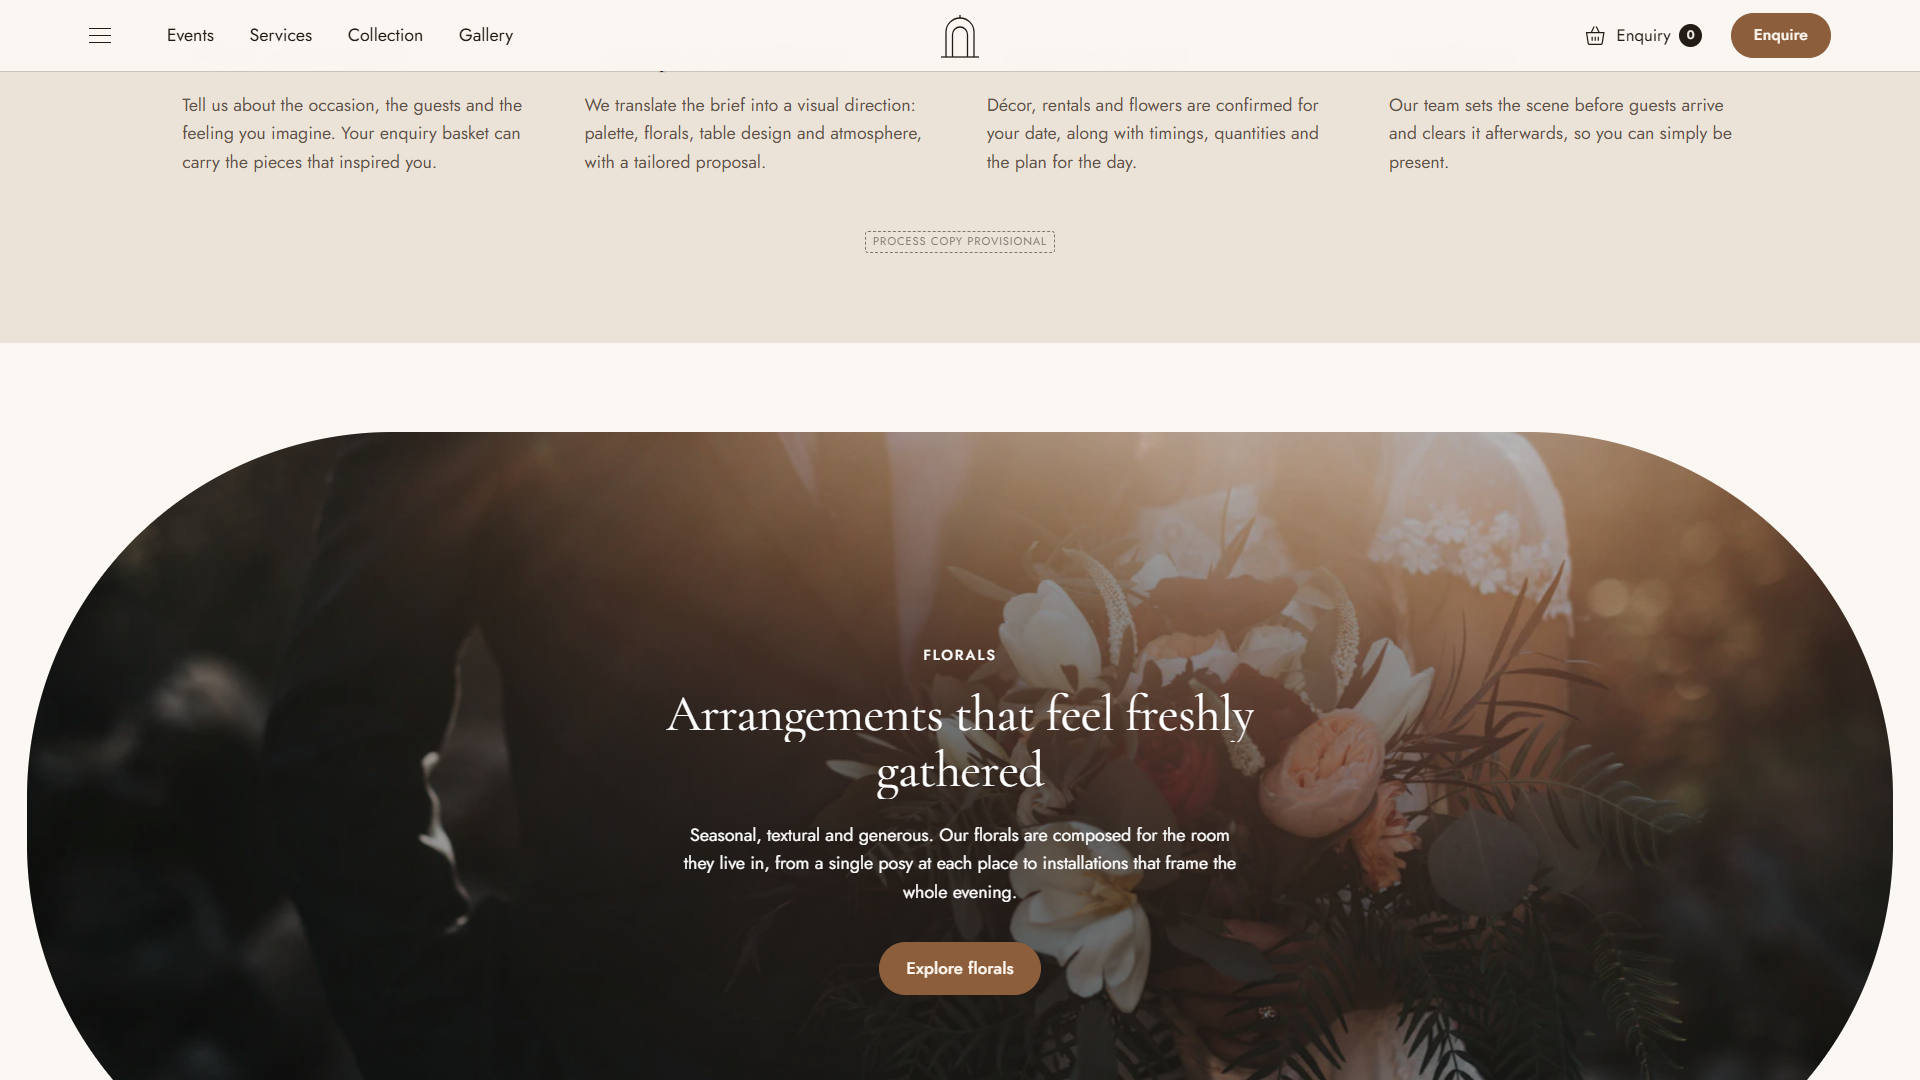 Events Services Collection Gallery Enquiry 0 Enquire
Tell us about the occasion, the guests and the
feeling you imagine. Your enquiry basket can
carry the pieces that inspired you.
We translate the brief into a visual direction:
palette, florals, table design and atmosphere,
with a tailored proposal.
Décor, rentals and flowers are confirmed for
your date, along with timings, quantities and
the plan for the day.
Our team sets the scene before guests arrive
and clears it afterwards, so you can simply be
present.
PROCESS COPY PROVISIONAL
FLORALS
Arrangements that feel freshly
gathered
Seasonal, textural and generous. Our florals are composed for the room
they live in, from a single posy at each place to installations that frame the
whole evening.
Explore florals